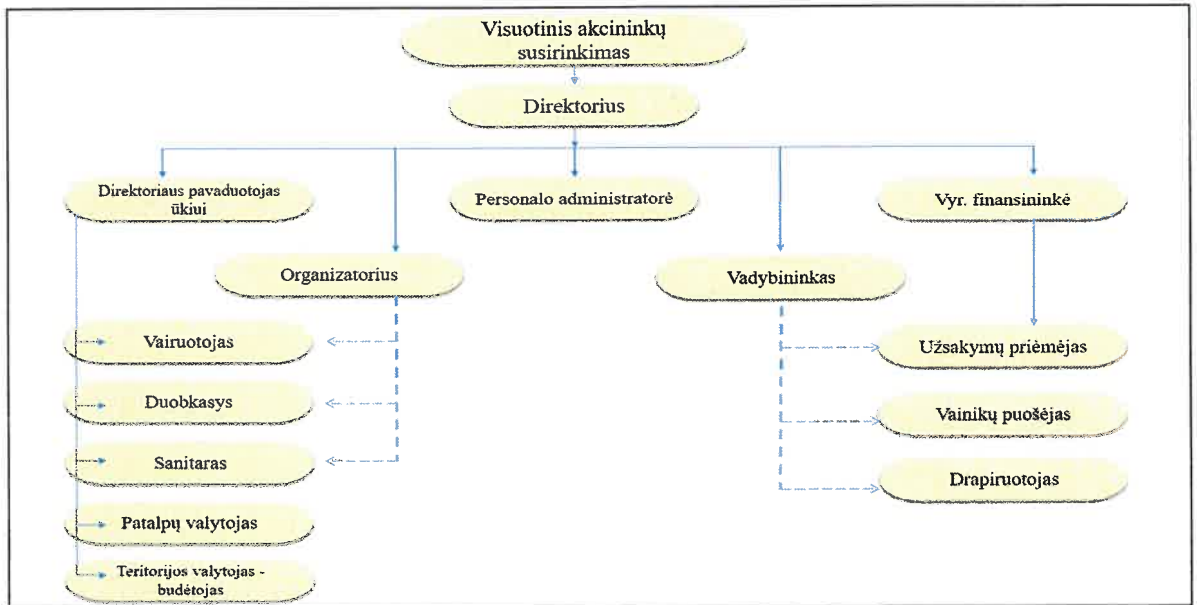 Visuotinis akcininkų
susirinkimas
Direktorius
Direktoriaus pavaduotojas
ūkiui
Personalo administratorė
Vyr. finansininkė
Organizatorius
Vadybininkas
Vairuotojas
Užsakymų priėmėjas
Duobkasys
Vainikų puošėjas
Sanitaras
Drapiruotojas
Patalpų valytojas
Teritorijos valytojas -
budėtojas